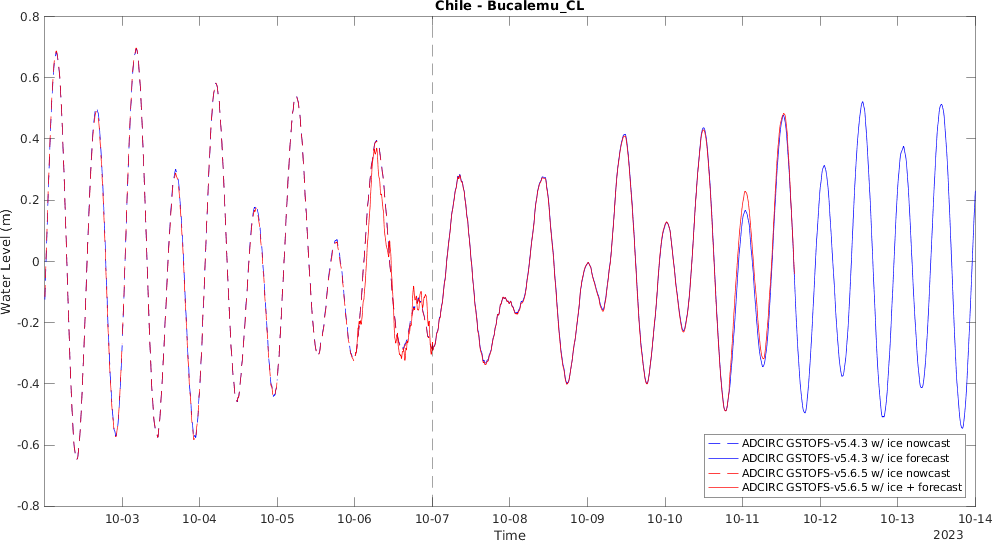 Chile - Bucalemu_CL
Water Level (m)
0.8
0.6
0.4
0.2
0
-0.2
-0.4
-0.6
-0.8
10-03 10-04 10-05 10-06 10-07 10-08 10-09 10-10 10-11 10-12 10-13 10-14
Time
2023
ADCIRC GSTOFS-v5.4.3 w/ ice nowcast
ADCIRC GSTOFS-v5.4.3 w/ ice forecast
ADCIRC GSTOFS-v5.6.5 w/ ice nowcast
ADCIRC GSTOFS-v5.6.5 w/ ice + forecast